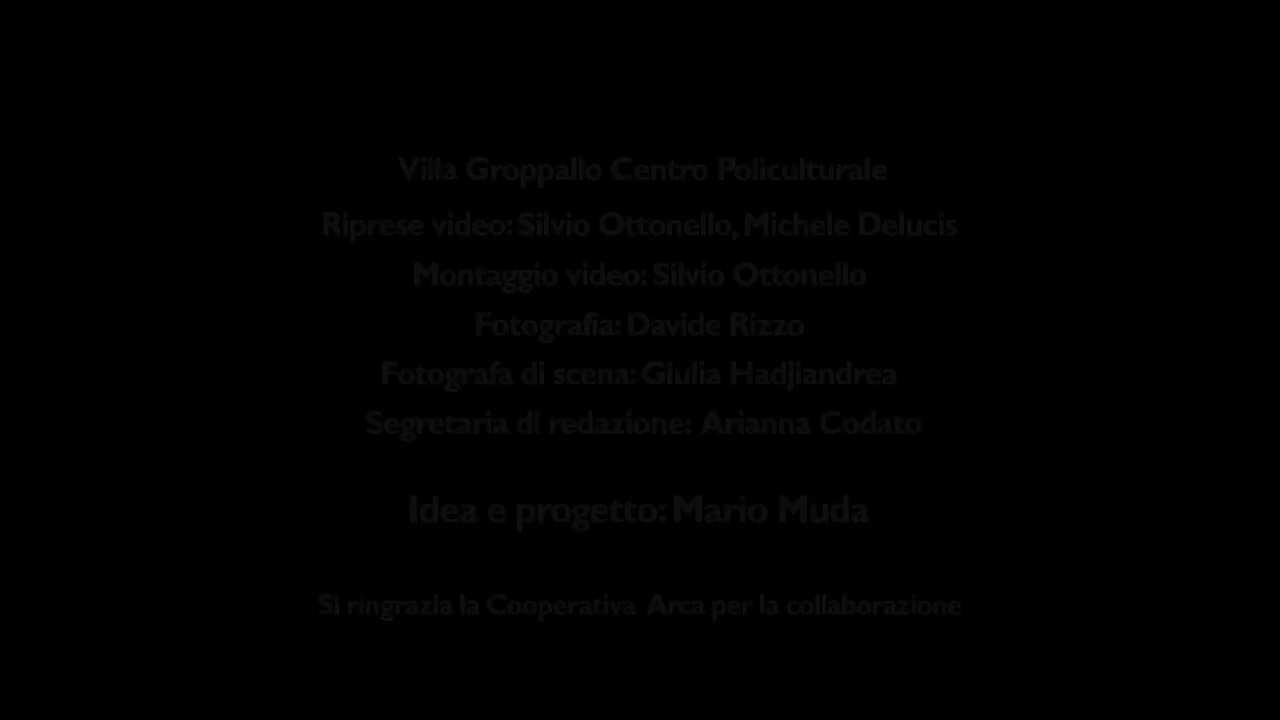 Villa Groppallo Centro Policulturale
Riprese video: Silvio Ottonello, Michele Delucis
Montaggio video: Silvio Ottonello
Fotografia: Davide Rizzo
Fotografa di scena: Giulia Hadjiandrea
Segretaria di redazione: Arianna Codato
Idea e progetto: Mario Muda
Si ringrazia la Cooperativa Arca per la collaborazione